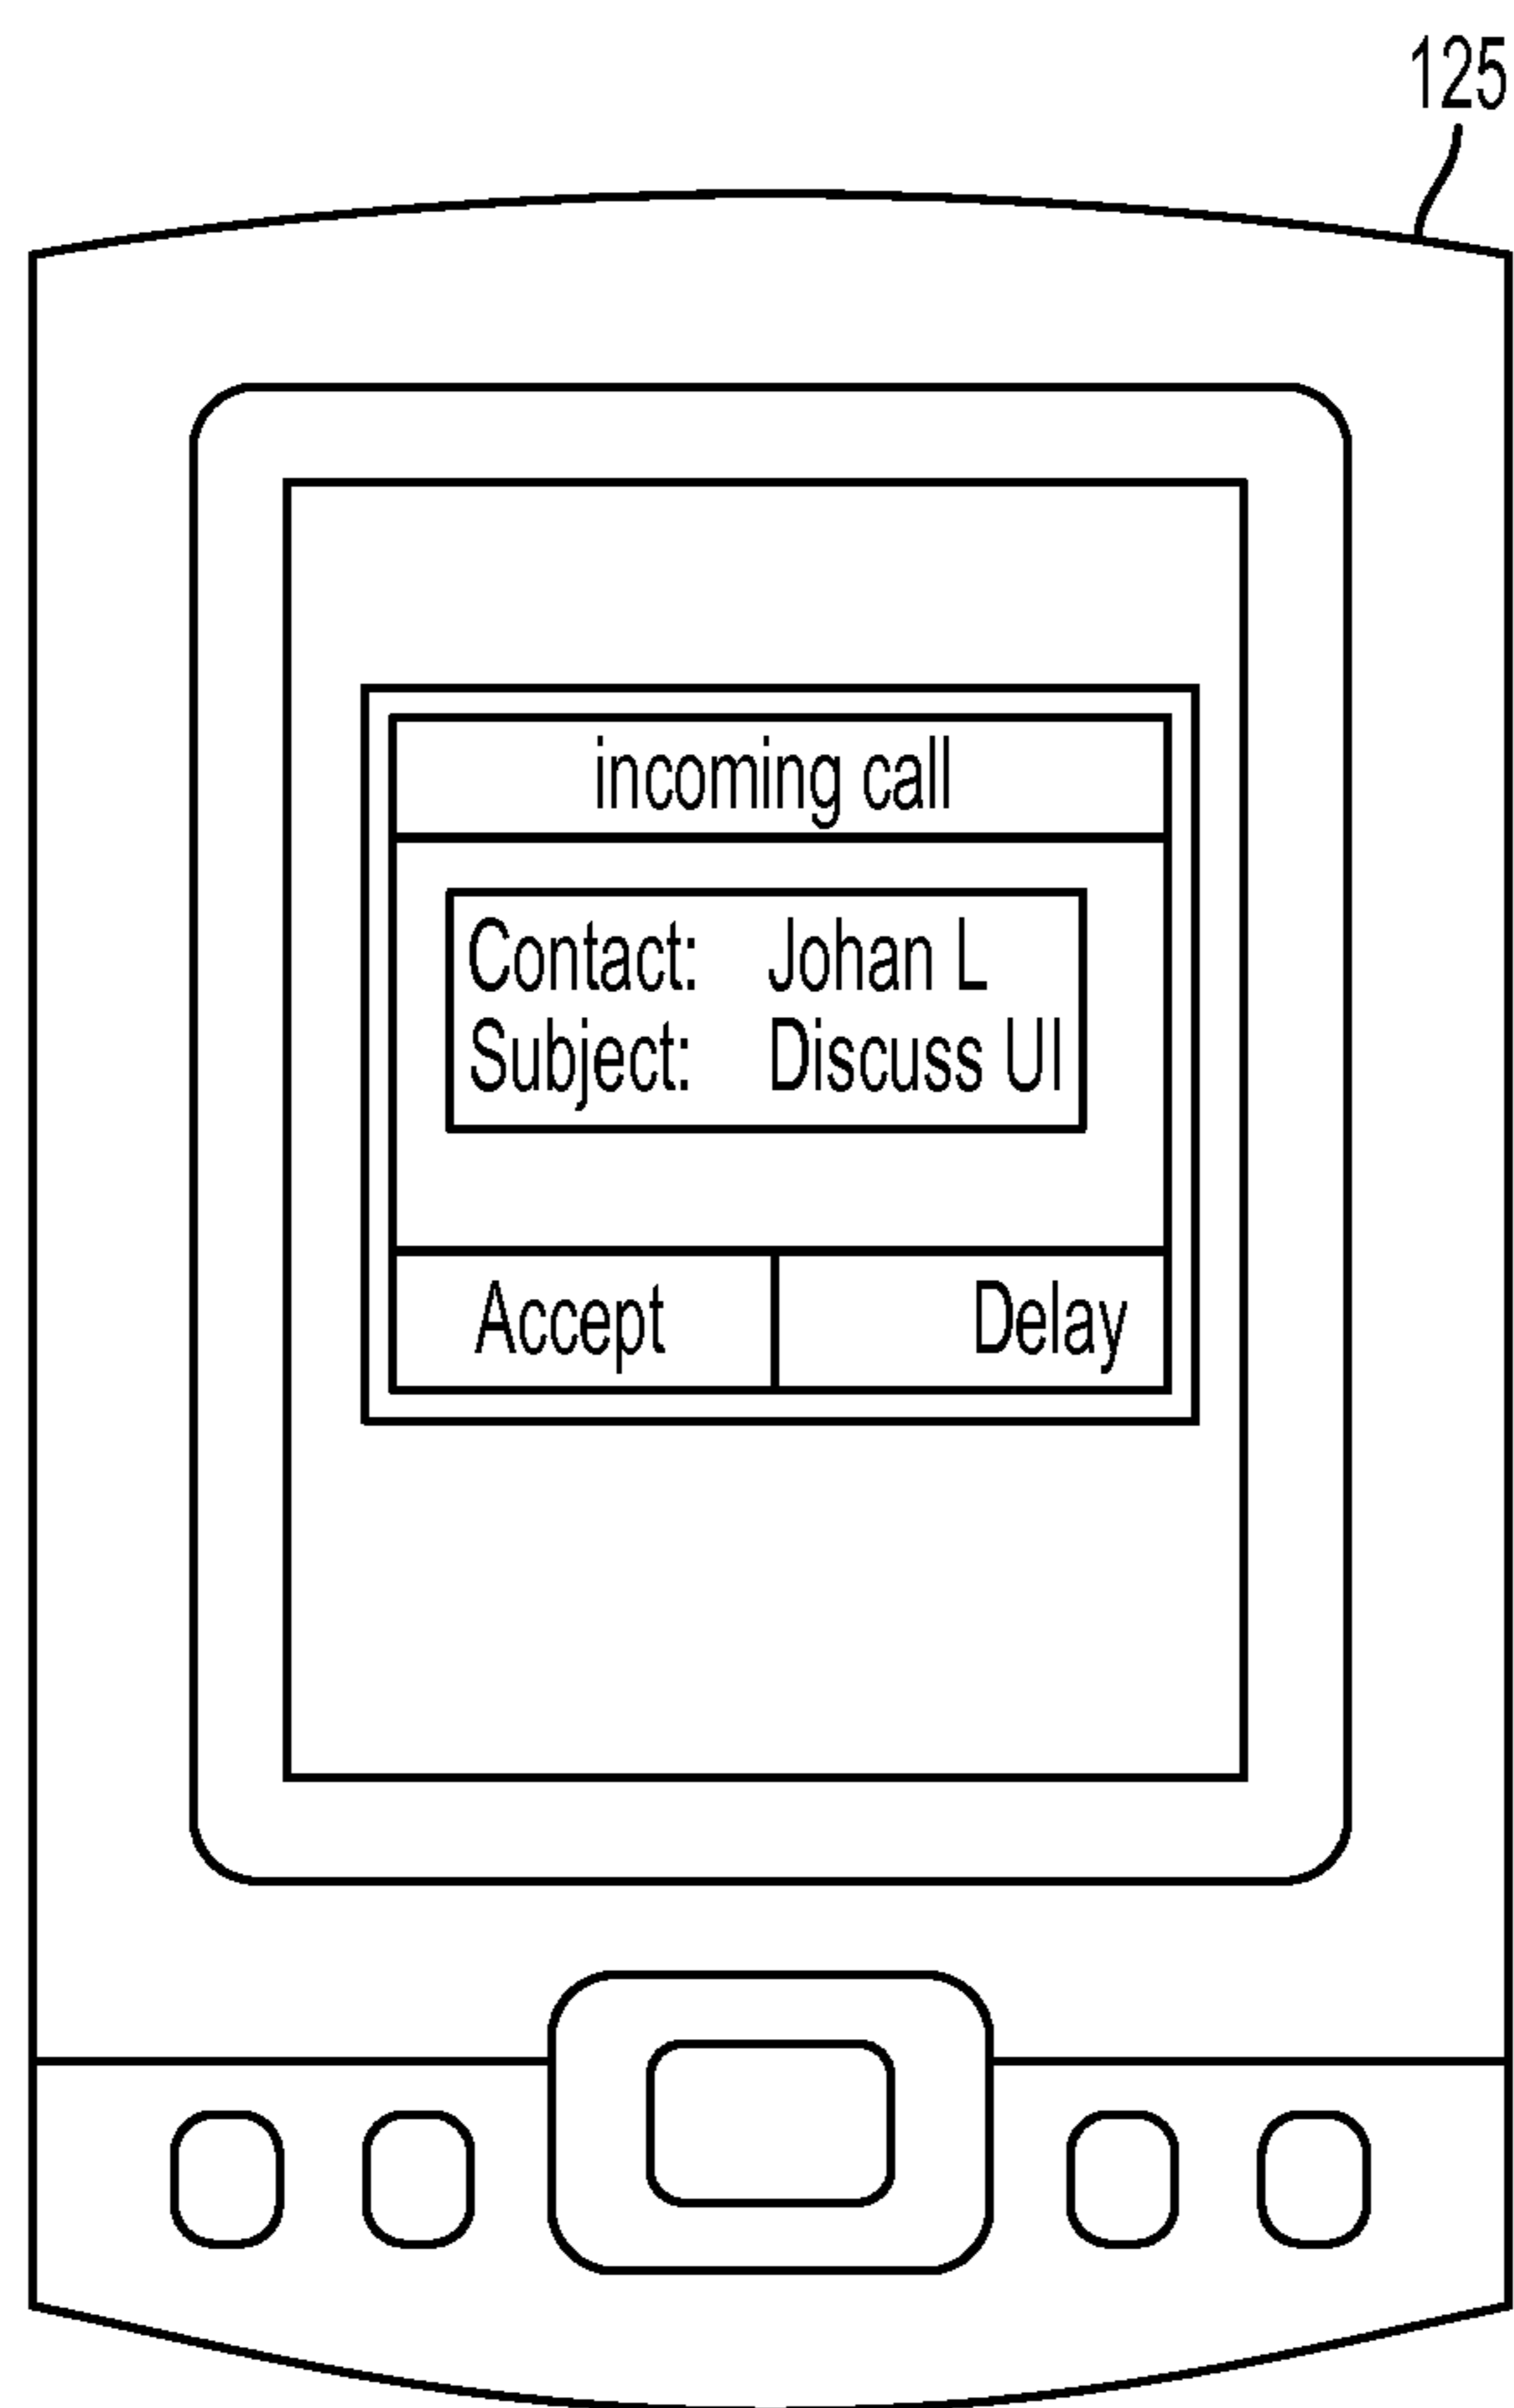 125
incoming call
Contact: Johan L
Subject: Discuss UI
Accept Delay